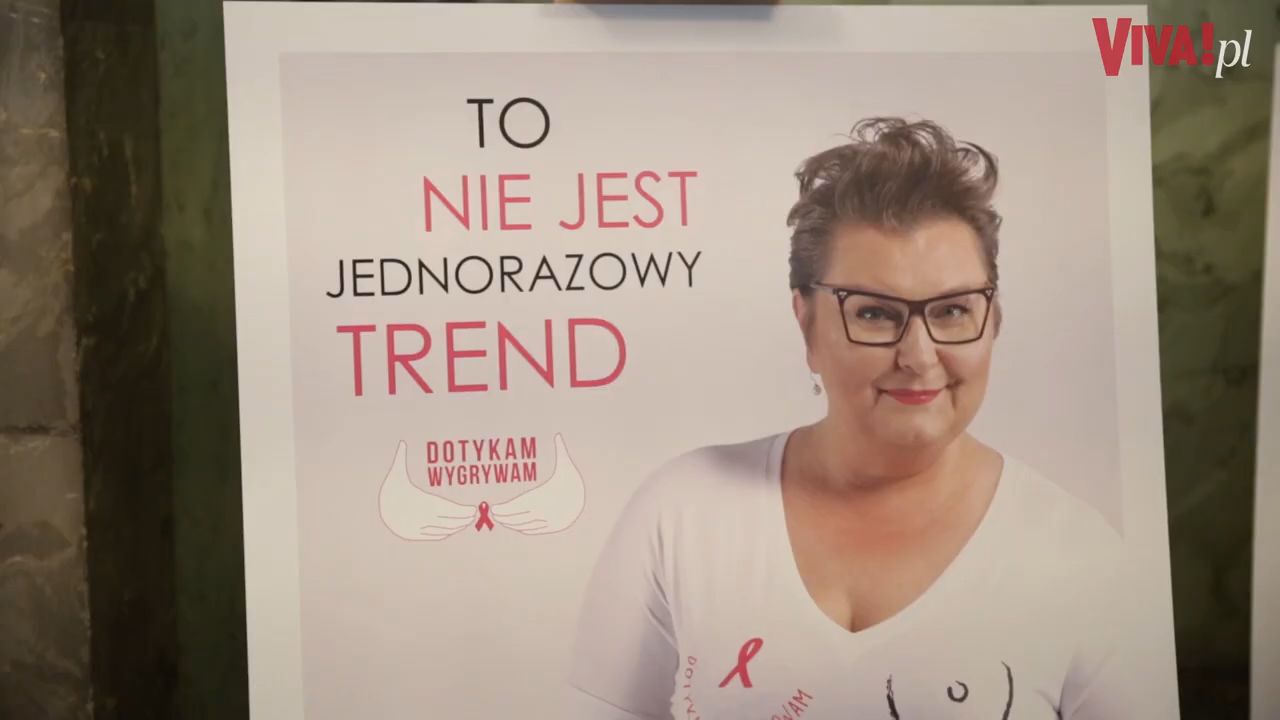 VIVA!pl
TO
NIE JEST
JEDNORAZOWY
TREND
DOTYKAM
WYGRYWAM